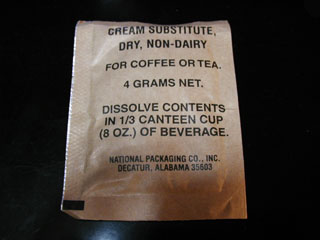 CREAM SUBSTITUTE,
DRY, NON-DAIRY
FOR COFFEE OR TEA.
4 GRAMS NET.
DISSOLVE CONTENTS
IN 1/3 CANTEEN CUP
(8 OZ.) OF BEVERAGE.
NATIONAL PACKAGING CO., INC.
DECATUR, ALABAMA 35603